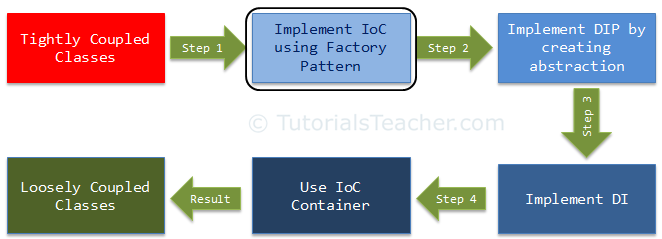 Tightly Coupled
Classes
Step 1
Implement IoC
using Factory
Pattern
Step 2
Implement DIP by
creating
abstraction
Step 3
© TutorialsTeacher.com
Implement DI
Step 4
Use IoC
Container
Result
Loosely Coupled
Classes